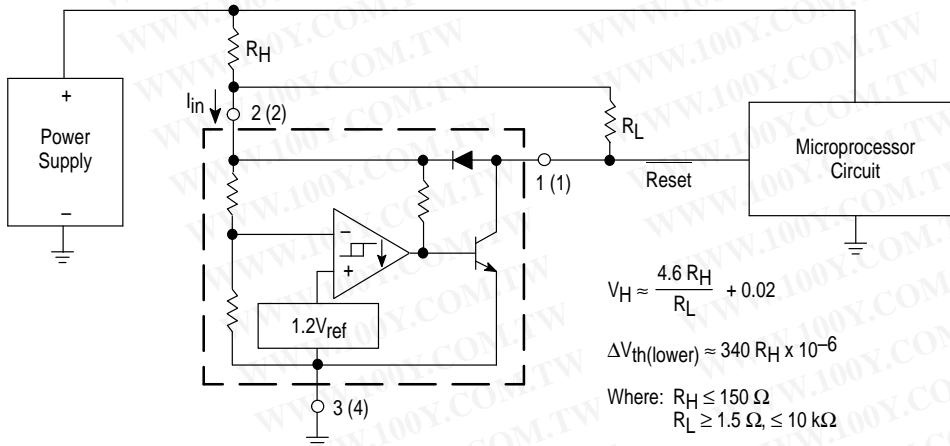 R_H
I_in
2 (2)
+
Power
Supply
–
R_L
1 (1)
Reset
Microprocessor
Circuit
–
+
1.2V_ref
3 (4)
V_H ≈ 4.6 R_H / R_L + 0.02
ΔV_th(lower) ≈ 340 R_H x 10^–6
Where: R_H ≤ 150 Ω
R_L ≥ 1.5 Ω, ≤ 10 kΩ
WWW.100Y.COM.TW